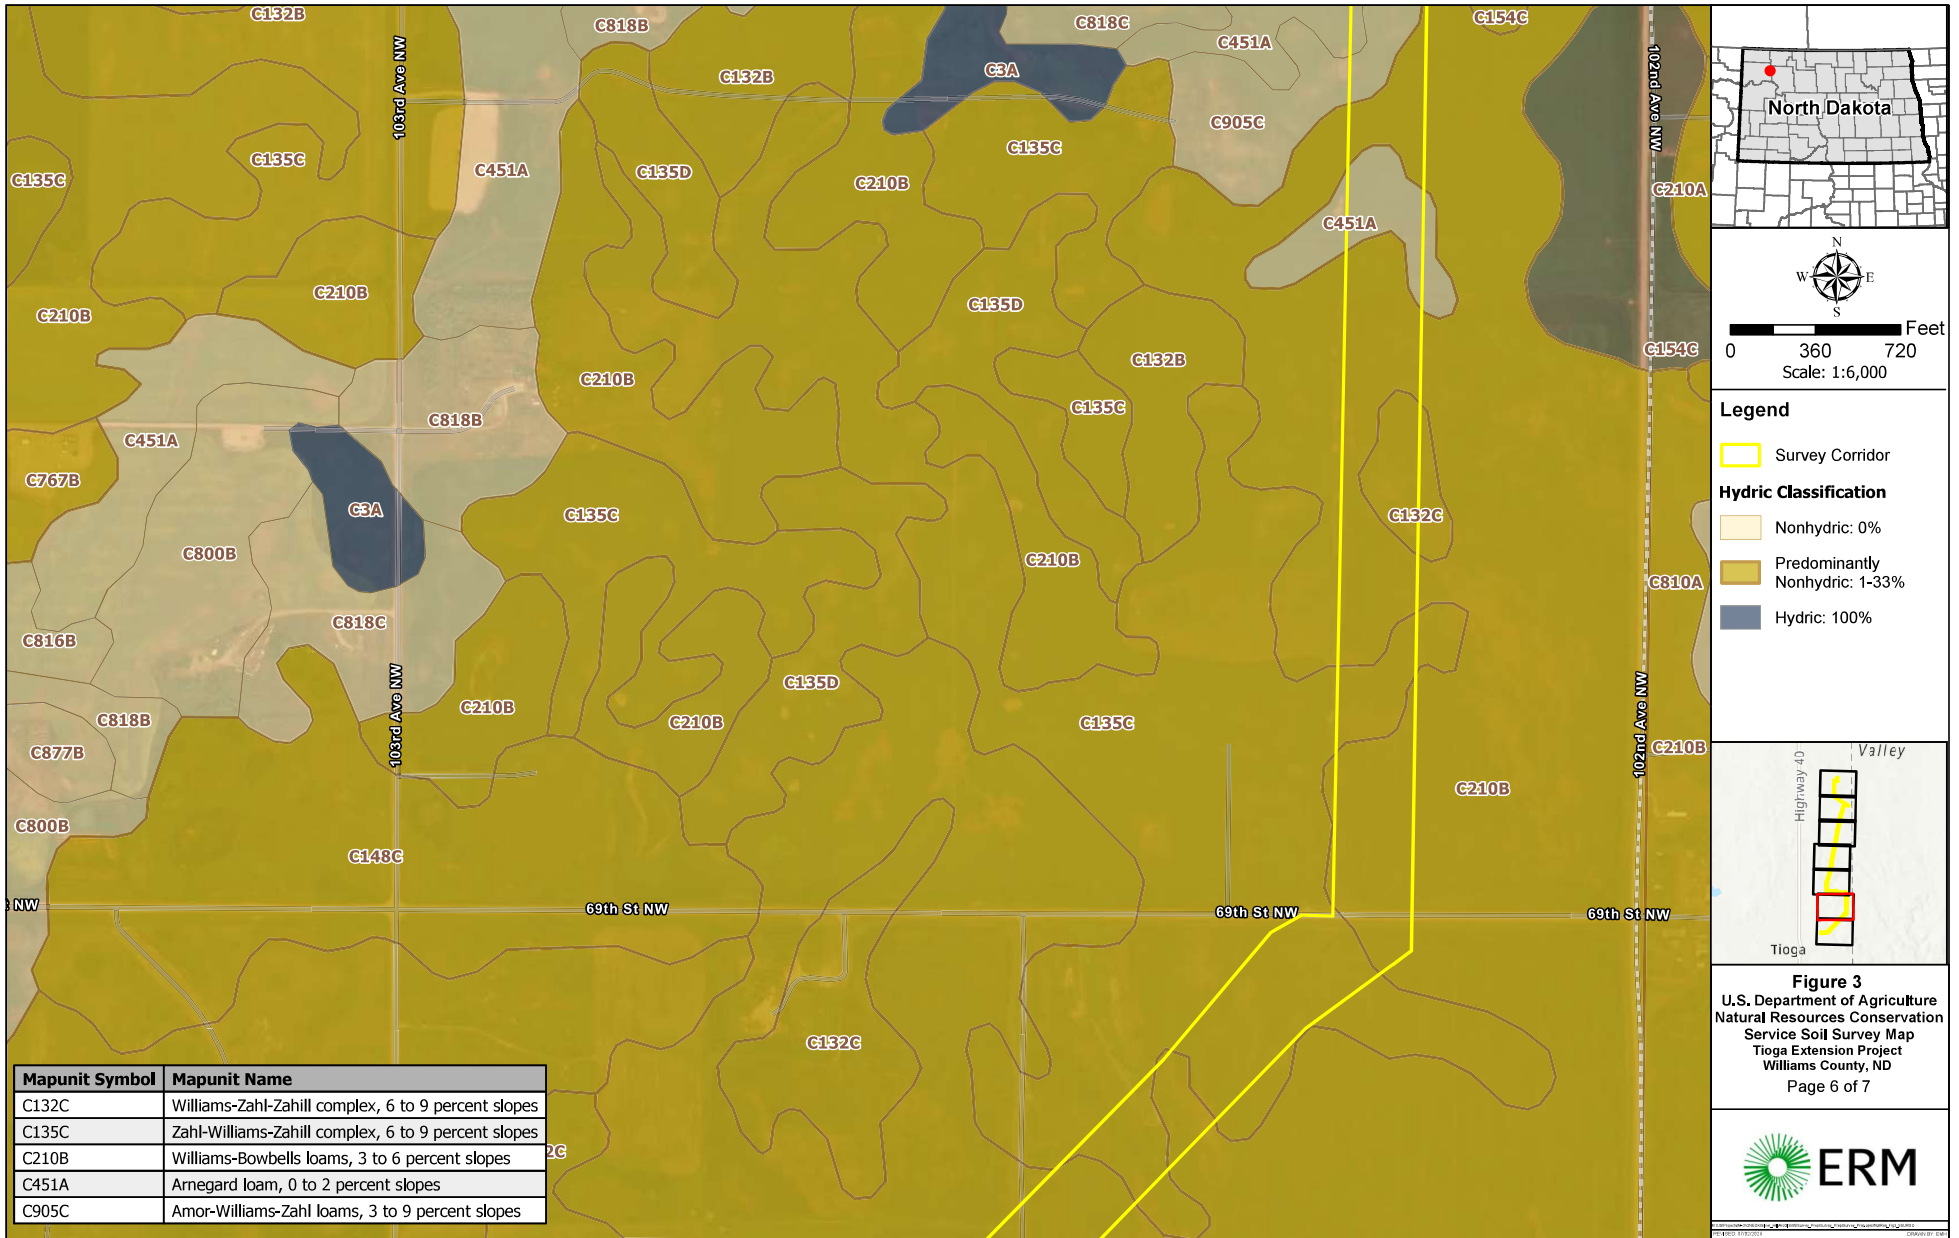 C132B
C818B
C818C
C154C
C451A
C3A
C132B
103rd Ave NW
102nd Ave NW
C905C
C135C
C135C
C135C
C451A
C135D
C210B
C210A
C451A
C210B
C135D
C210B
C154C
C132B
C210B
C135C
C818B
C451A
C767B
C3A
C135C
C132C
C800B
C210B
C810A
C818C
C816B
C135D
103rd Ave NW
102nd Ave NW
C210B
C818B
C210B
C135C
C877B
C210B
C210B
C800B
C148C
NW
69th St NW
69th St NW
69th St NW
C132C
2C
Mapunit Symbol Mapunit Name
C132C Williams-Zahl-Zahill complex, 6 to 9 percent slopes
C135C Zahl-Williams-Zahill complex, 6 to 9 percent slopes
C210B Williams-Bowbells loams, 3 to 6 percent slopes
C451A Arnegard loam, 0 to 2 percent slopes
C905C Amor-Williams-Zahl loams, 3 to 9 percent slopes
North Dakota
N
W E
S
Feet
0 360 720
Scale: 1:6,000
Legend
Survey Corridor
Hydric Classification
Nonhydric: 0%
Predominantly
Nonhydric: 1-33%
Hydric: 100%
Valley
Highway 40
Tioga
Figure 3
U.S. Department of Agriculture
Natural Resources Conservation
Service Soil Survey Map
Tioga Extension Project
Williams County, ND
Page 6 of 7
ERM